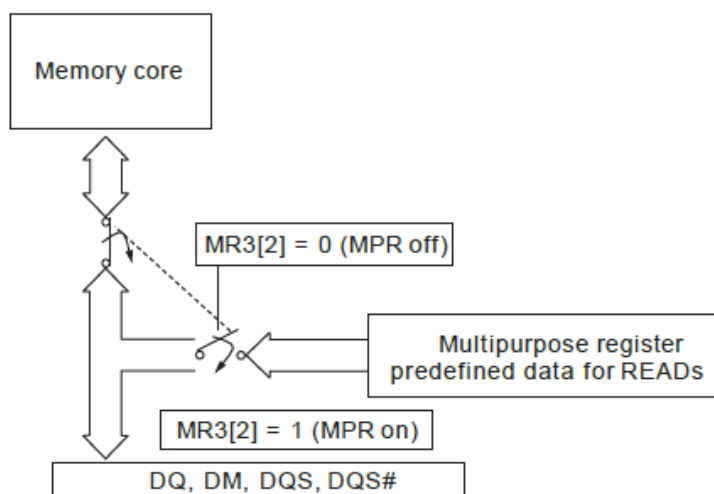 Memory core
MR3[2] = 0 (MPR off)
Multipurpose register
predefined data for READs
MR3[2] = 1 (MPR on)
DQ, DM, DQS, DQS#